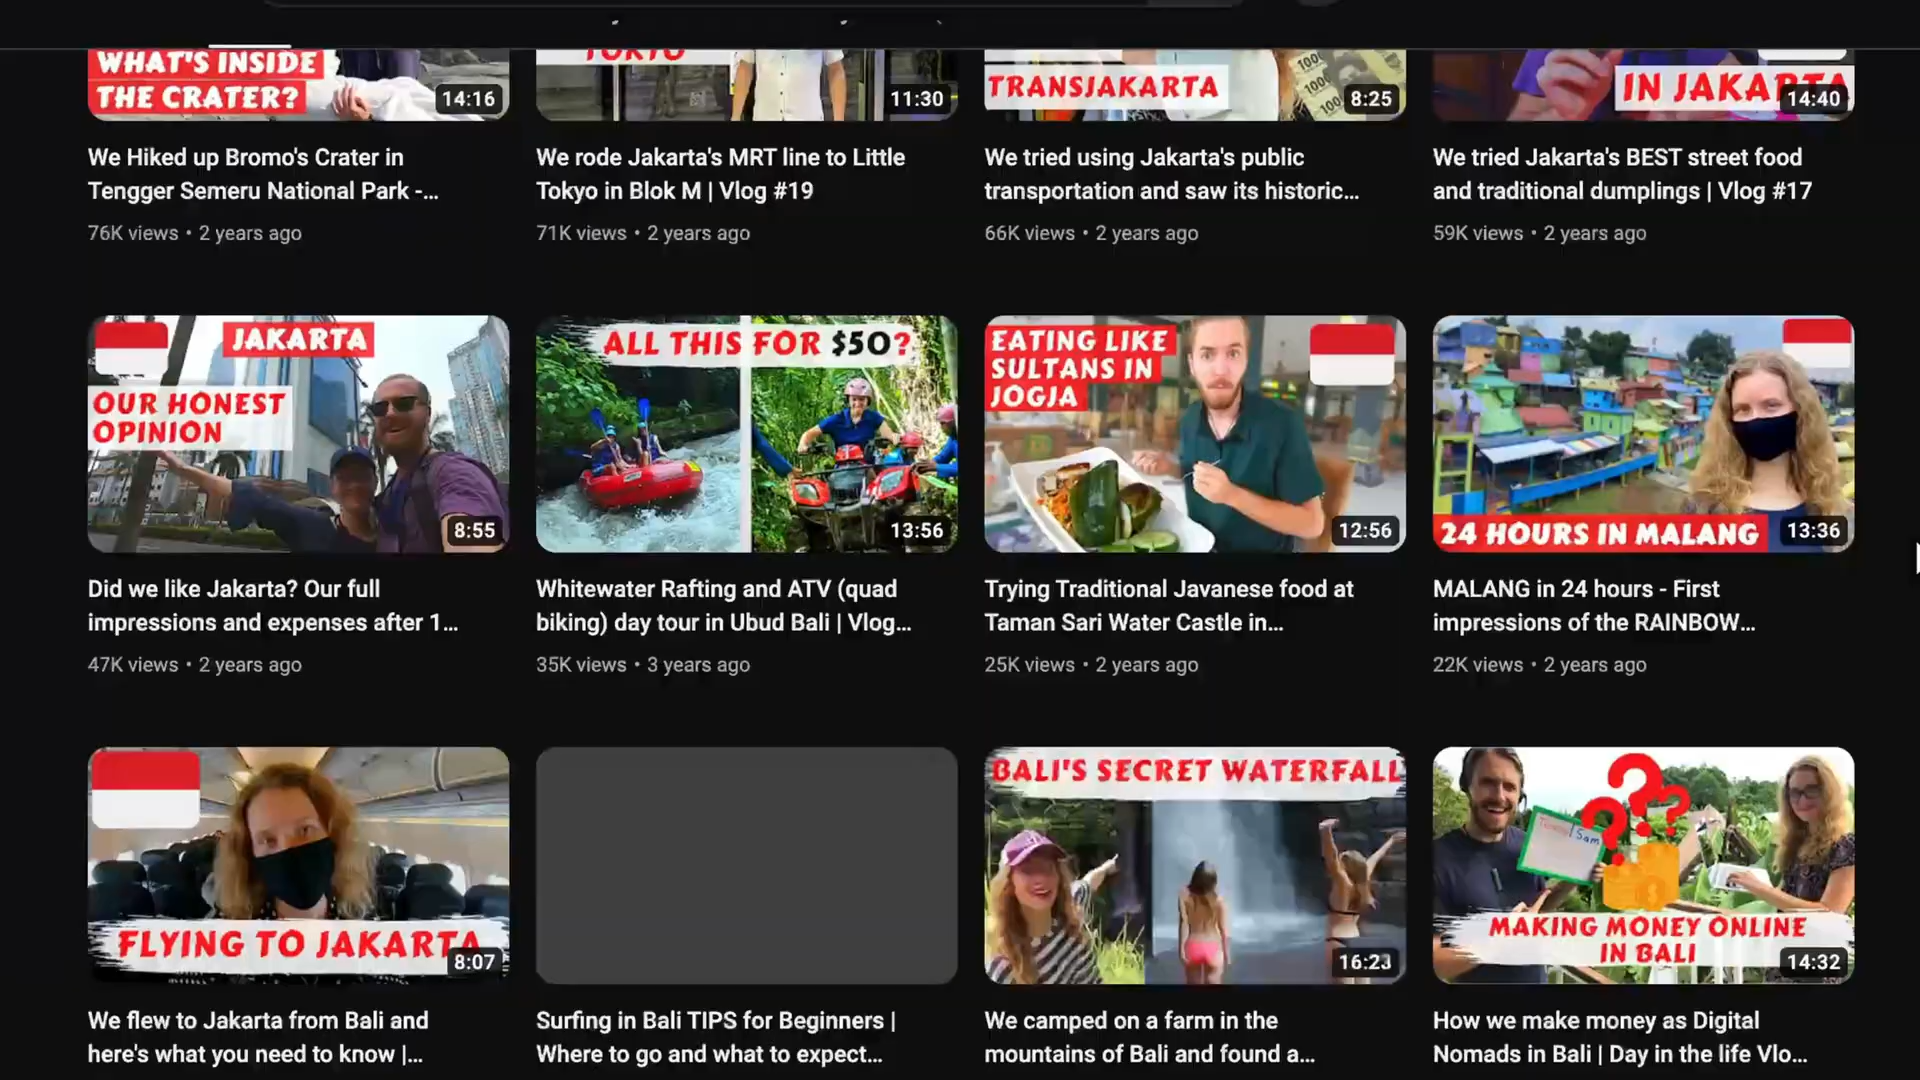 WHAT'S INSIDE
THE CRATER?
14:16
TOKYO
11:30
TRANSJAKARTA
8:25
IN JAKARTA
14:40
We Hiked up Bromo's Crater in
Tengger Semeru National Park -...
76K views • 2 years ago
We rode Jakarta's MRT line to Little
Tokyo in Blok M | Vlog #19
71K views • 2 years ago
We tried using Jakarta's public
transportation and saw its historic...
66K views • 2 years ago
We tried Jakarta's BEST street food
and traditional dumplings | Vlog #17
59K views • 2 years ago
JAKARTA
OUR HONEST
OPINION
8:55
ALL THIS FOR $50?
13:56
EATING LIKE
SULTANS IN
JOGJA
12:56
24 HOURS IN MALANG
13:36
Did we like Jakarta? Our full
impressions and expenses after 1...
47K views • 2 years ago
Whitewater Rafting and ATV (quad
biking) day tour in Ubud Bali | Vlog...
35K views • 3 years ago
Trying Traditional Javanese food at
Taman Sari Water Castle in...
25K views • 2 years ago
MALANG in 24 hours - First
impressions of the RAINBOW...
22K views • 2 years ago
FLYING TO JAKARTA
8:07
BALI'S SECRET WATERFALL
16:23
MAKING MONEY ONLINE
IN BALI
14:32
We flew to Jakarta from Bali and
here's what you need to know |...
Surfing in Bali TIPS for Beginners |
Where to go and what to expect...
We camped on a farm in the
mountains of Bali and found a...
How we make money as Digital
Nomads in Bali | Day in the life Vlo...